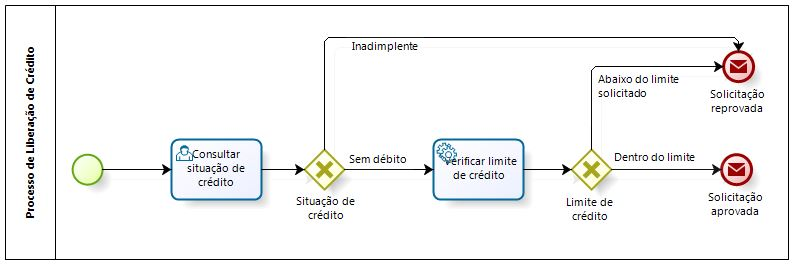 Processo de Liberação de Crédito
Inadimplente
Abaixo do limite
solicitado
Solicitação
reprovada
Consultar
situação de
crédito
Sem débito
Situação de
crédito
Verificar limite
de crédito
Dentro do limite
Limite de
crédito
Solicitação
aprovada